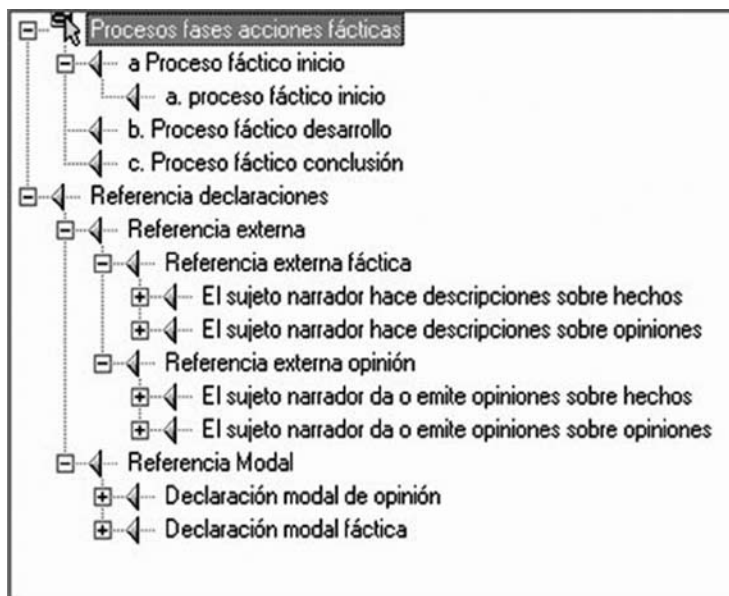 Procesos fases acciones fácticas
a Proceso fáctico inicio
a. proceso fáctico inicio
b. Proceso fáctico desarrollo
c. Proceso fáctico conclusión
Referencia declaraciones
Referencia externa
Referencia externa fáctica
El sujeto narrador hace descripciones sobre hechos
El sujeto narrador hace descripciones sobre opiniones
Referencia externa opinión
El sujeto narrador da o emite opiniones sobre hechos
El sujeto narrador da o emite opiniones sobre opiniones
Referencia Modal
Declaración modal de opinión
Declaración modal fáctica